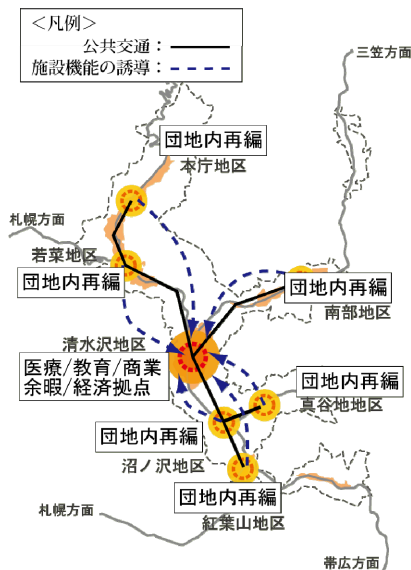 ＜凡例＞
公共交通：
施設機能の誘導：
三笠方面
団地内再編
本庁地区
札幌方面
若菜地区
団地内再編
団地内再編
南部地区
清水沢地区
医療/教育/商業
余暇/経済拠点
団地内再編
真谷地地区
団地内再編
沼ノ沢地区
団地内再編
紅葉山地区
札幌方面
帯広方面